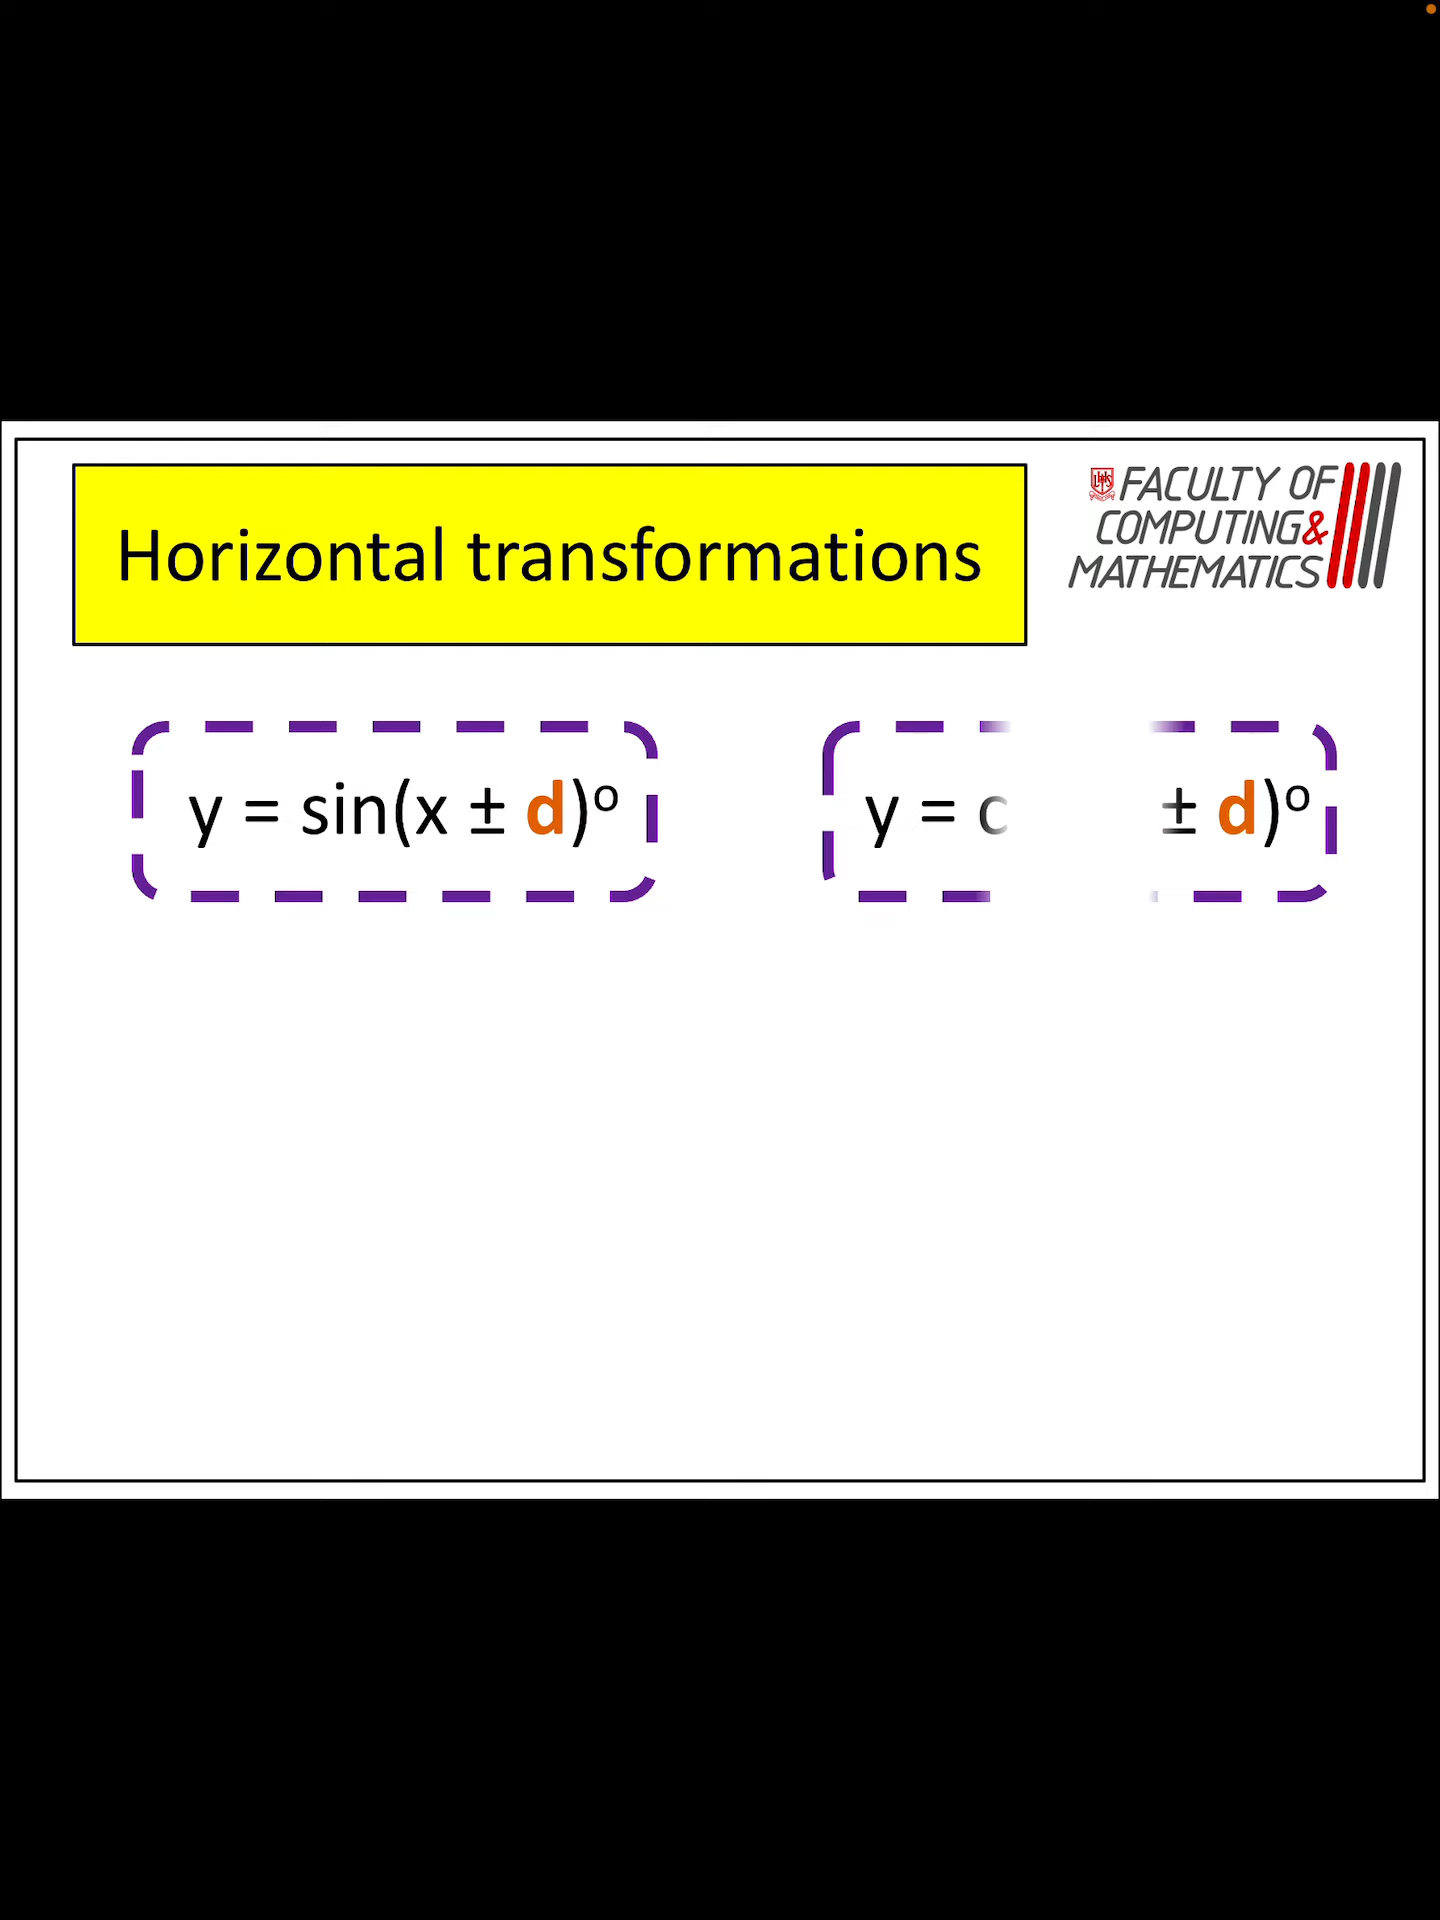 Horizontal transformations
FACULTY OF
COMPUTING&
MATHEMATICS
y = sin(x ± d)º
y = c ± d)º